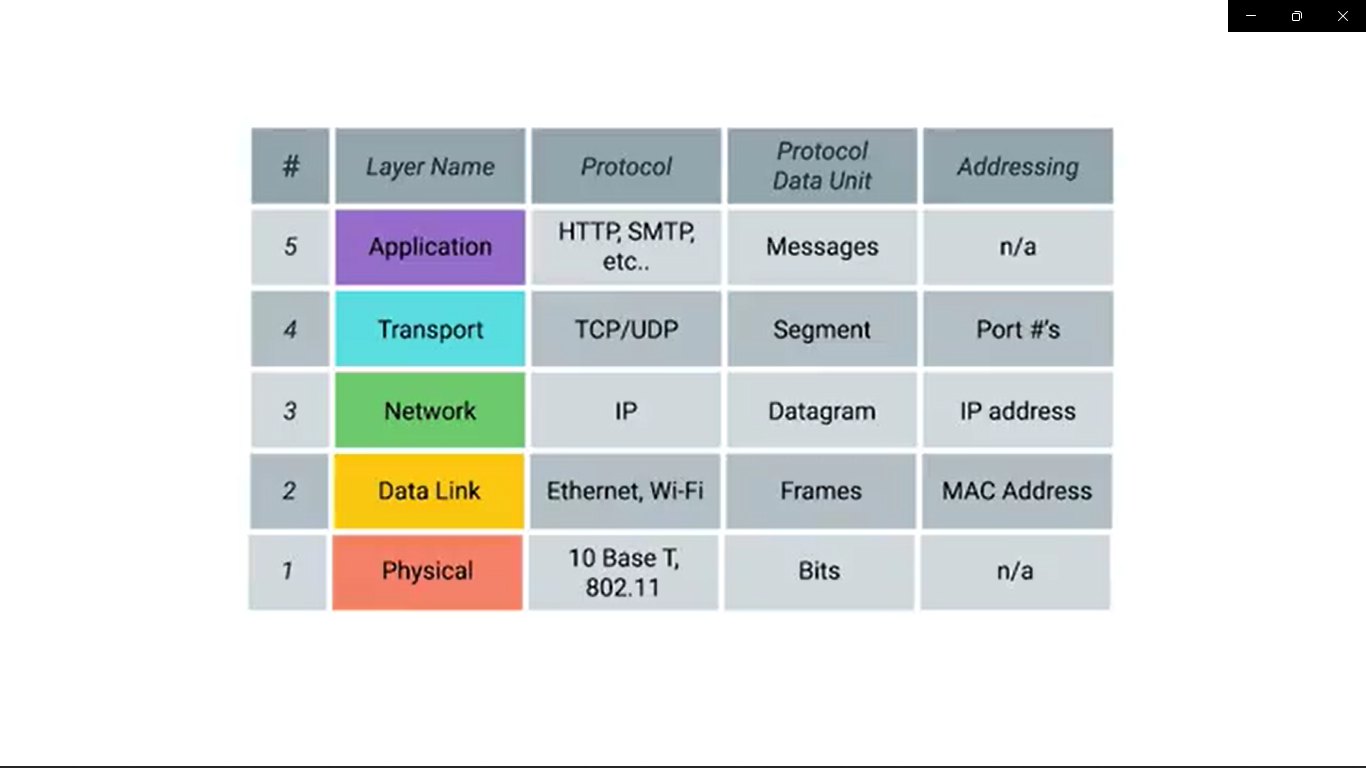 #
Layer Name
Protocol
Protocol
Data Unit
Addressing
5
Application
HTTP, SMTP,
etc..
Messages
n/a
4
Transport
TCP/UDP
Segment
Port #'s
3
Network
IP
Datagram
IP address
2
Data Link
Ethernet, Wi-Fi
Frames
MAC Address
1
Physical
10 Base T,
802.11
Bits
n/a